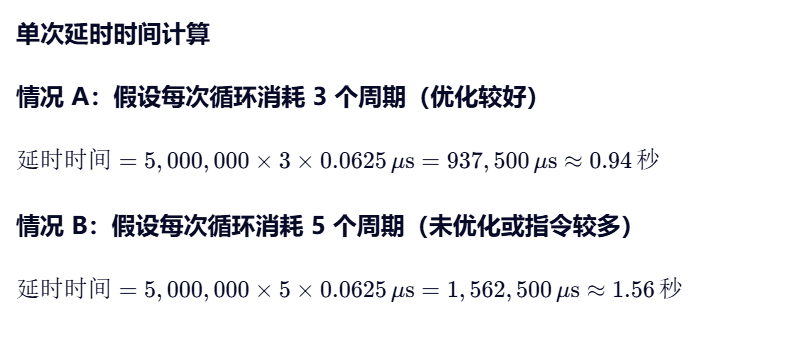 单次延时时间计算
情况 A：假设每次循环消耗 3 个周期（优化较好）
延时时间 = 5,000,000 × 3 × 0.0625 μs = 937,500 μs ≈ 0.94 秒
情况 B：假设每次循环消耗 5 个周期（未优化或指令较多）
延时时间 = 5,000,000 × 5 × 0.0625 μs = 1,562,500 μs ≈ 1.56 秒